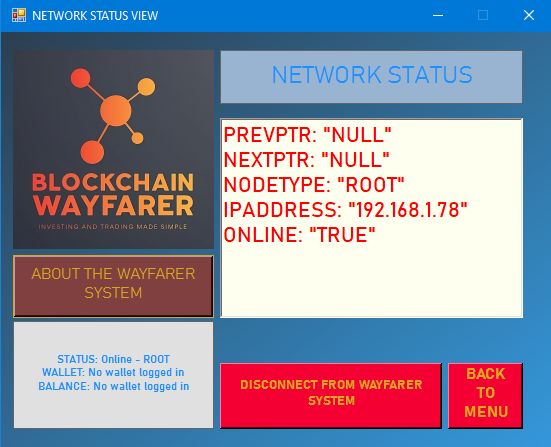 NETWORK STATUS VIEW
BLOCKCHAIN
WAYFARER
INVESTING AND TRADING MADE SIMPLE
ABOUT THE WAYFARER
SYSTEM
STATUS: Online - ROOT
WALLET: No wallet logged in
BALANCE: No wallet logged in
NETWORK STATUS
PREVPTR: "NULL"
NEXTPTR: "NULL"
NODETYPE: "ROOT"
IPADDRESS: "192.168.1.78"
ONLINE: "TRUE"
DISCONNECT FROM WAYFARER
SYSTEM
BACK
TO
MENU